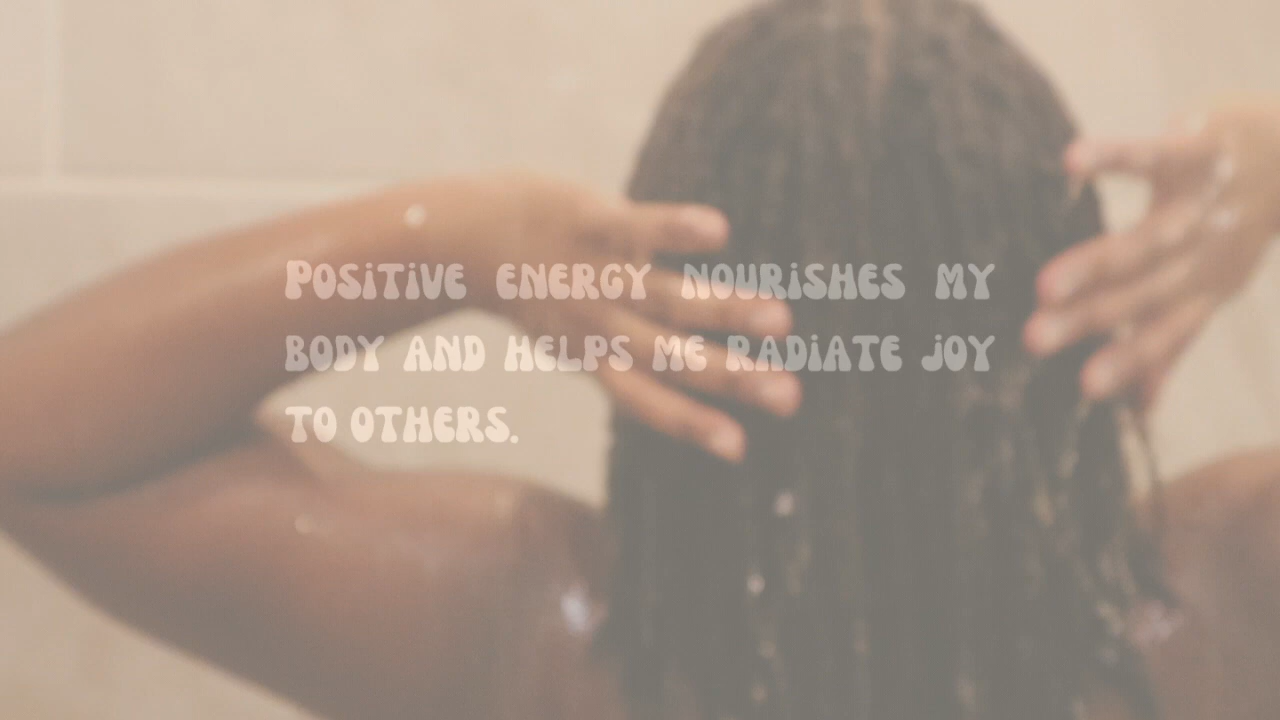 Positive energy nourishes my
body and helps me radiate joy
to others.